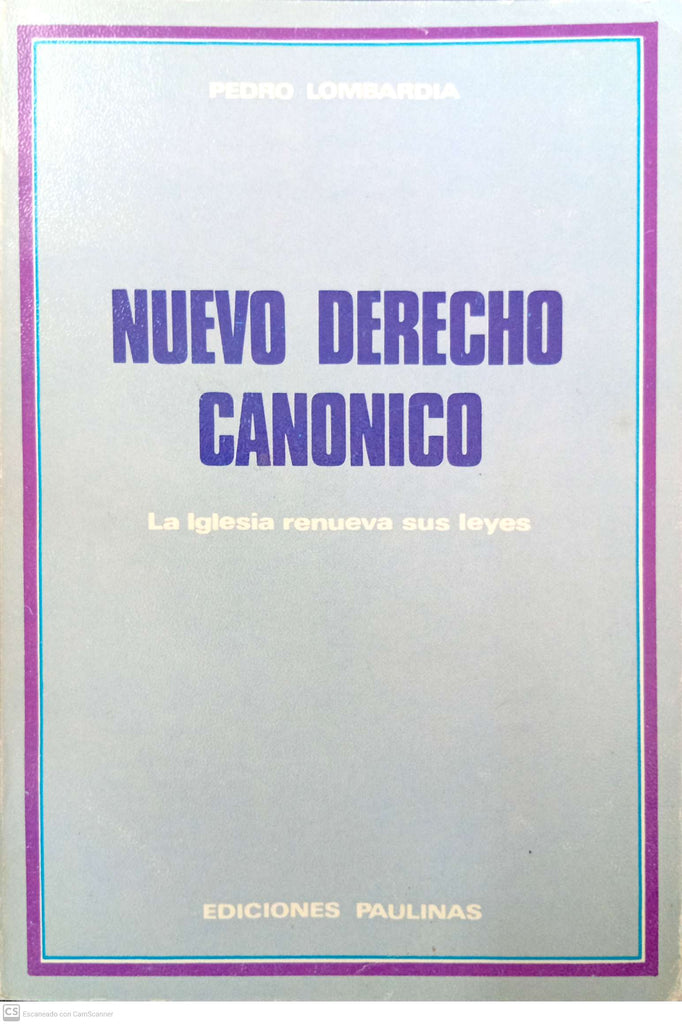 PEDRO LOMBARDIA
NUEVO DERECHO
CANONICO
La Iglesia renueva sus leyes
EDICIONES PAULINAS
CS Escaneado con CamScanner